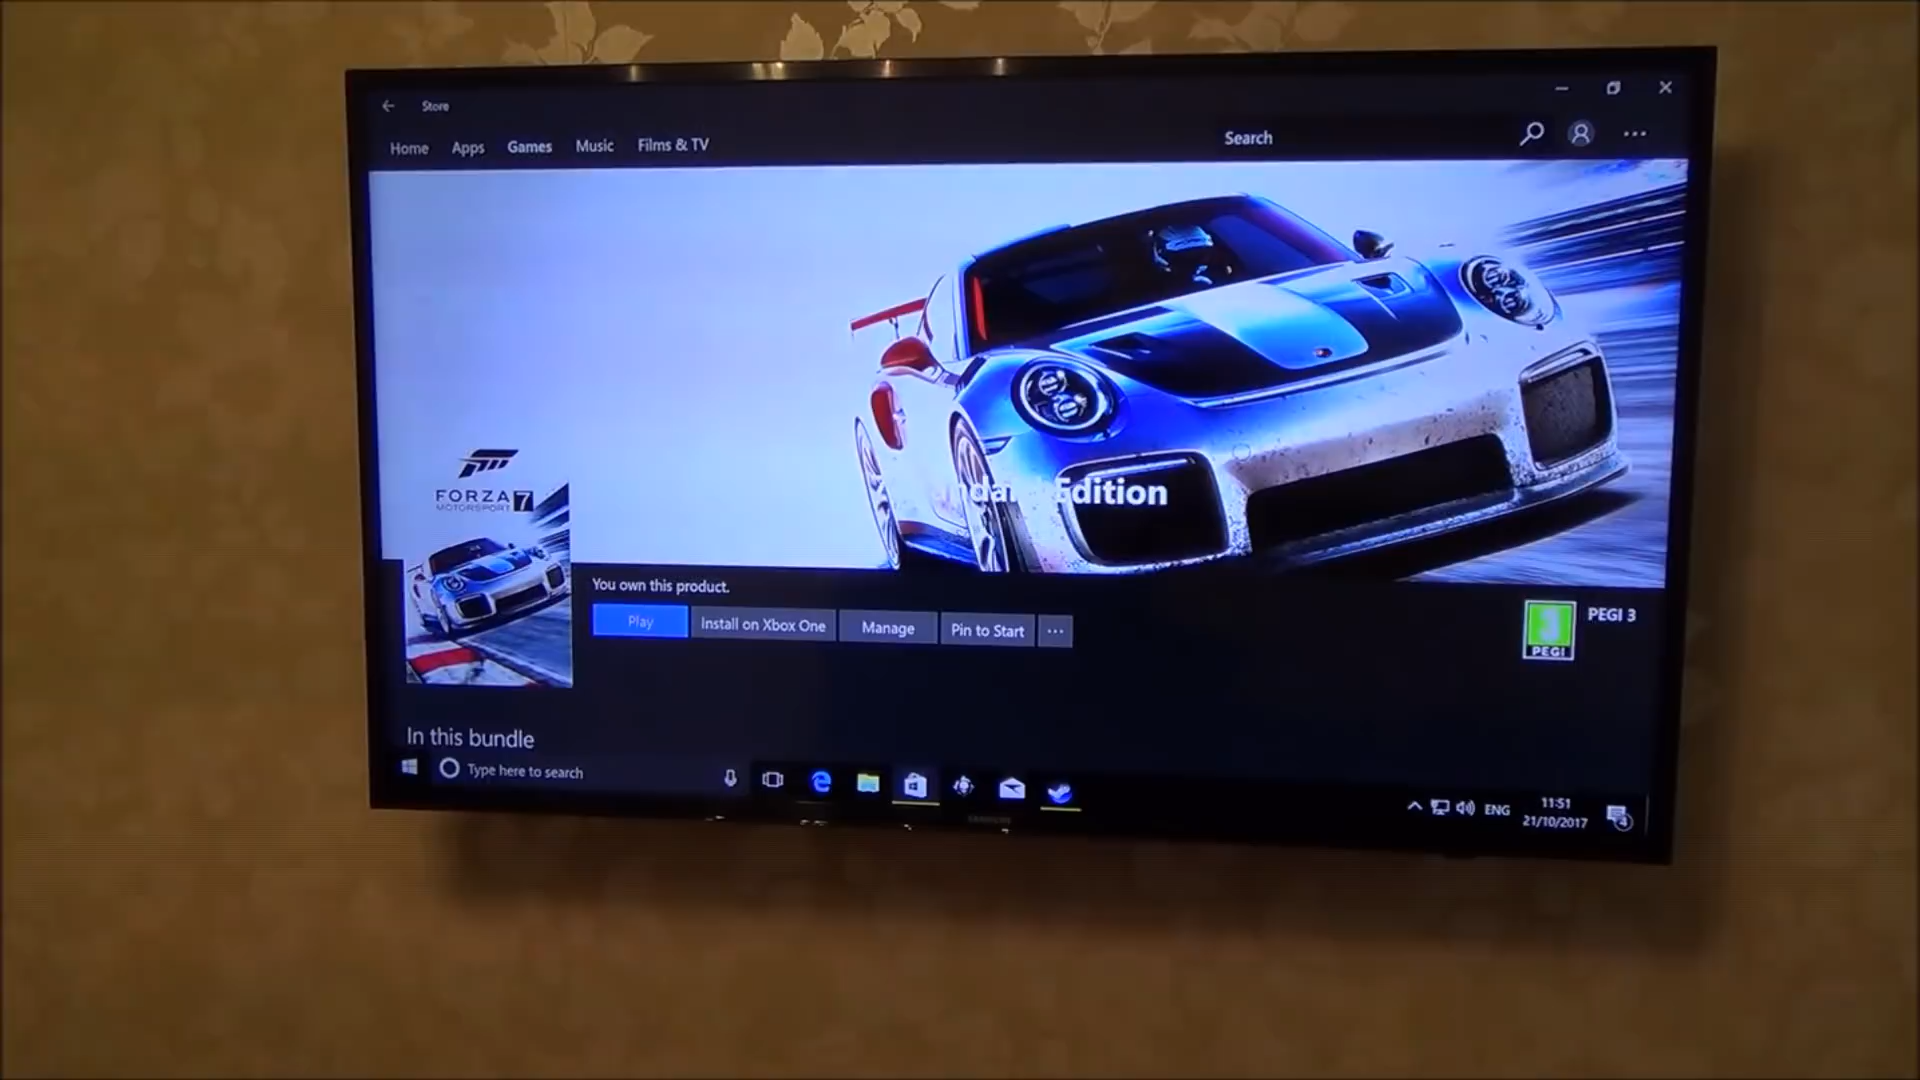 Store
Home Apps Games Music Films & TV
Search
FORZA 7
MOTORSPORT
Edition
You own this product.
Play Install on Xbox One Manage Pin to Start ...
3 PEGI
PEGI 3
In this bundle
Type here to search
ENG
11:51
21/10/2017
4
SAMSUNG